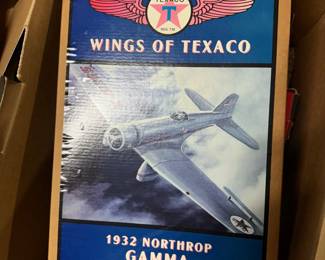 TEXACO
WINGS OF TEXACO
1932 NORTHROP
GAMMA